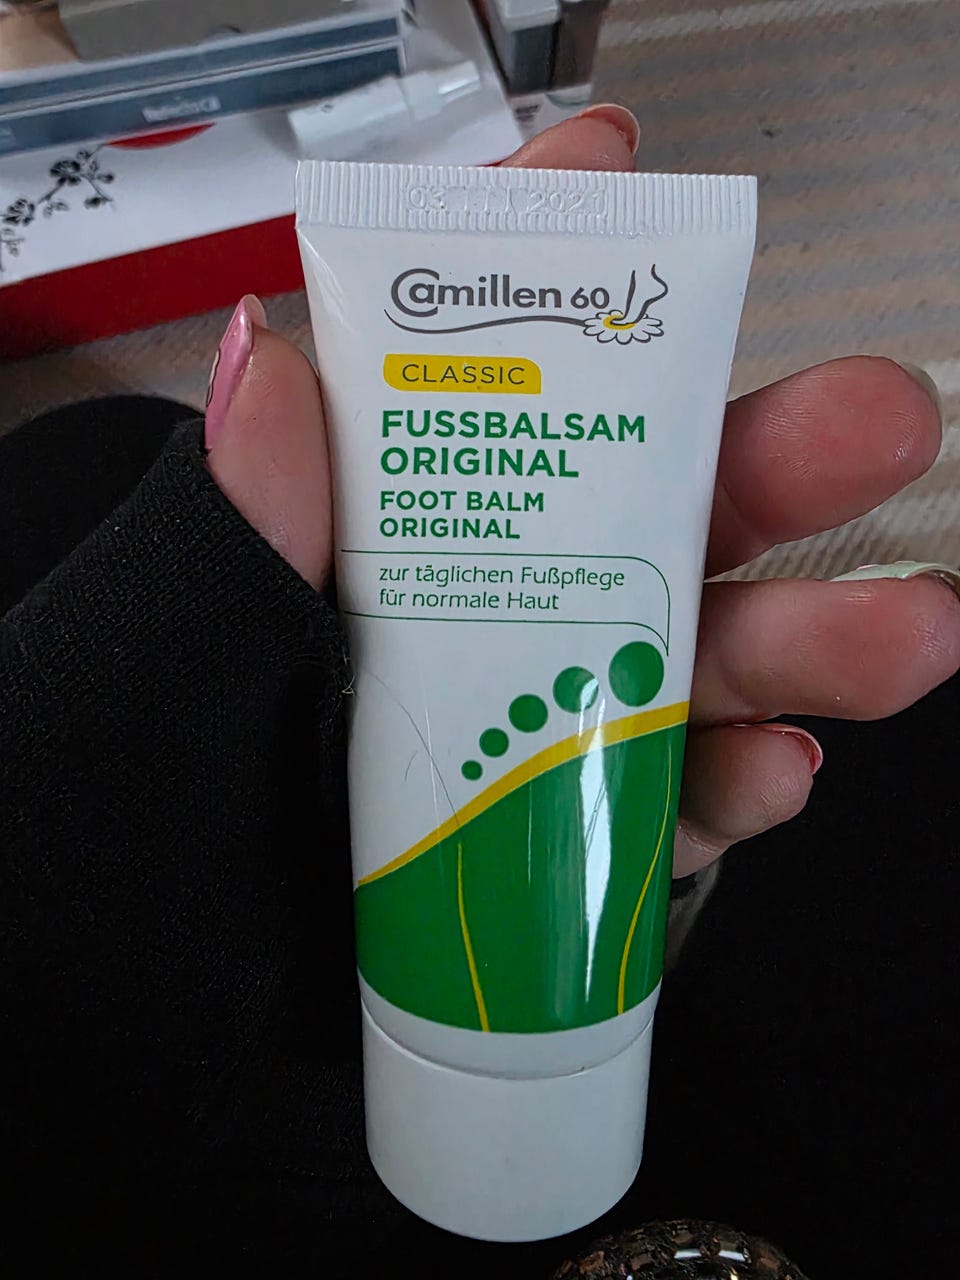 Camillen 60
CLASSIC
FUSSBALSAM
ORIGINAL
FOOT BALM
ORIGINAL
zur täglichen Fußpflege
für normale Haut